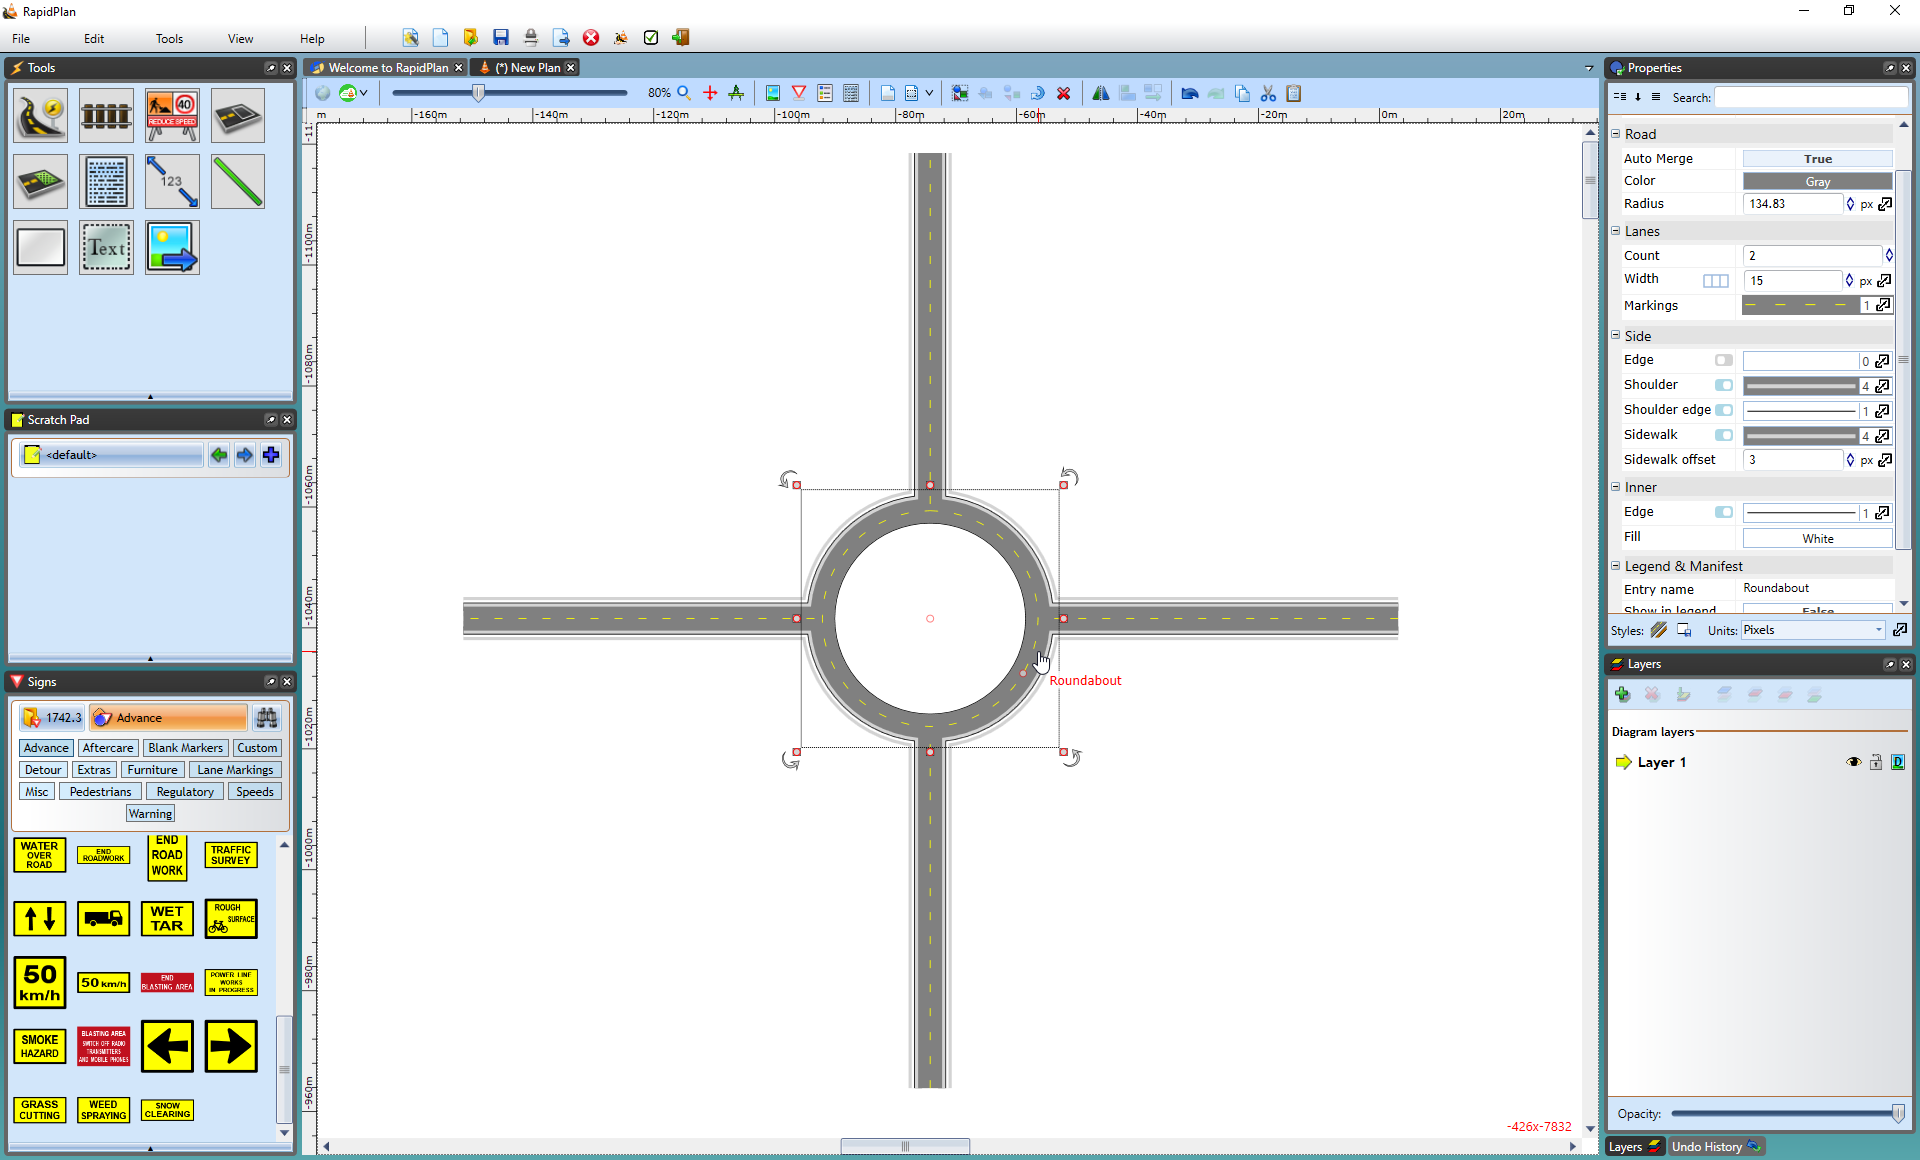 RapidPlan
File Edit Tools View Help
Tools
40
REDUCE SPEED
123
Text
Scratch Pad
<default>
Signs
1742.3 Advance
Advance Aftercare Blank Markers Custom
Detour Extras Furniture Lane Markings
Misc Pedestrians Regulatory Speeds
Warning
WATER OVER ROAD
END ROADWORK
END ROAD WORK
TRAFFIC SURVEY
WET TAR
ROUGH SURFACE
50 km/h
50 km/h
END BLASTING AREA
POWER LINE WORKS IN PROGRESS
SMOKE HAZARD
BLASTING AREA SWITCH OFF RADIO TRANSMITTERS AND MOBILE PHONES
GRASS CUTTING
WEED SPRAYING
SNOW CLEARING
Welcome to RapidPlan (*) New Plan
80%
m -160m -140m -120m -100m -80m -60m -40m -20m 0m 20m
-1100m
-1080m
-1060m
-1040m
-1020m
-1000m
-980m
-960m
Roundabout
-426x-7832
Properties
Search:
Road
Auto Merge True
Color Gray
Radius 134.83 px
Lanes
Count 2
Width 15 px
Markings 1
Side
Edge 0
Shoulder 4
Shoulder edge 1
Sidewalk 4
Sidewalk offset 3 px
Inner
Edge 1
Fill White
Legend & Manifest
Entry name Roundabout
Show in legend False
Styles: Units: Pixels
Layers
Diagram layers
Layer 1
D
Opacity:
Layers Undo History